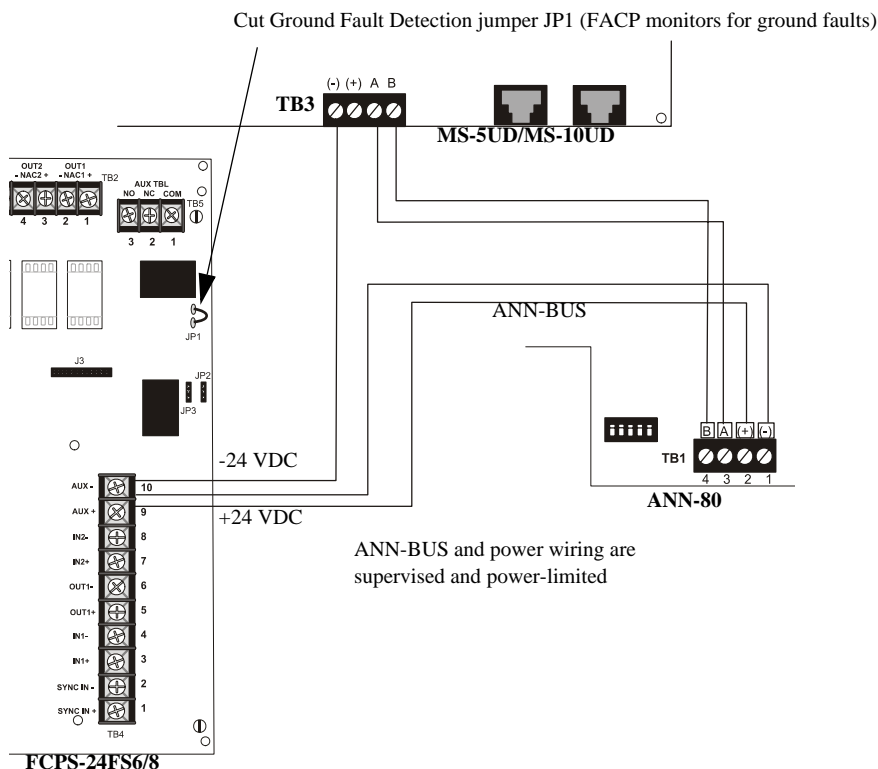 Cut Ground Fault Detection jumper JP1 (FACP monitors for ground faults)
(-) (+) A B
TB3
MS-5UD/MS-10UD
OUT2 OUT1
- NAC2 + - NAC1 +
TB2
4 3 2 1
AUX TBL
NO NC COM
TB5
3 2 1
JP1
ANN-BUS
J3
JP2
JP3
B A (+) (-)
TB1
4 3 2 1
ANN-80
-24 VDC
AUX - 10
AUX + 9
+24 VDC
IN2- 8
IN2+ 7
OUT1- 6
OUT1+ 5
IN1- 4
IN1+ 3
SYNC IN - 2
SYNC IN + 1
TB4
ANN-BUS and power wiring are
supervised and power-limited
FCPS-24FS6/8